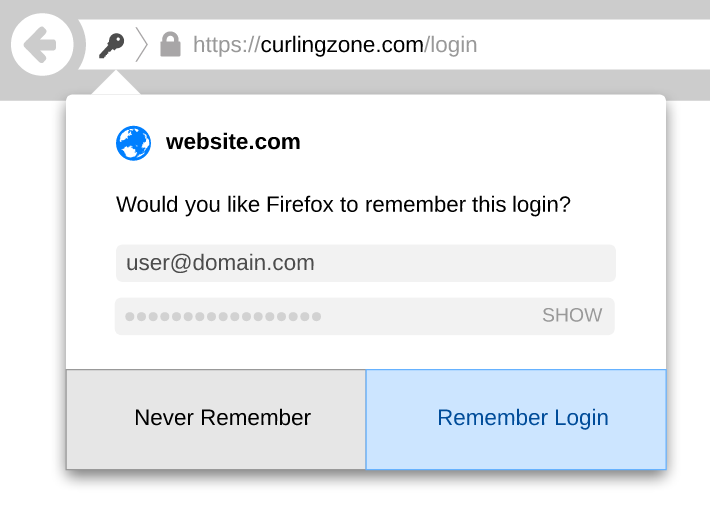 https://curlingzone.com/login
website.com
Would you like Firefox to remember this login?
user@domain.com
SHOW
Never Remember
Remember Login